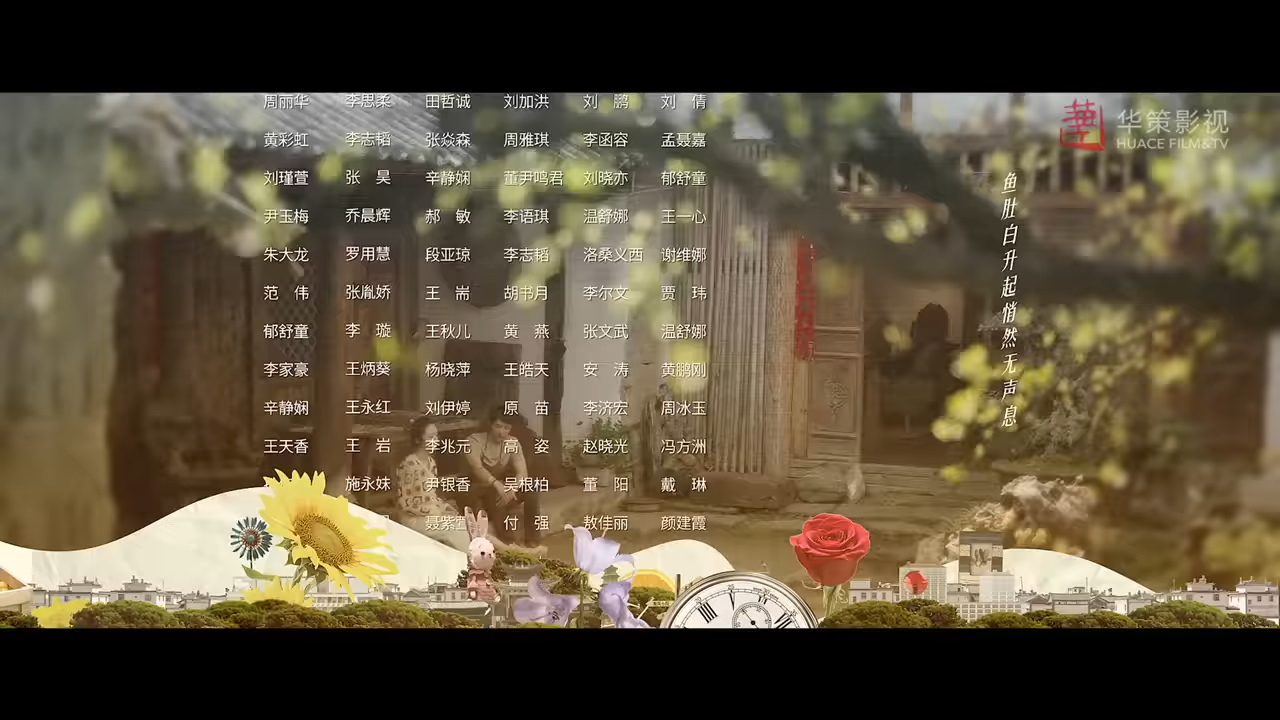 周丽华 李思柔 田哲诚 刘加洪 刘　鹏 刘　倩
黄彩虹 李志韬 张焱森 周雅琪 李函容 孟聂嘉
刘瑾萱 张　昊 辛静娴 董尹鸣君 刘晓亦 郁舒童
尹玉梅 乔晨辉 郝　敏 李语琪 温舒娜 王一心
朱大龙 罗用慧 段亚琼 李志韬 洛桑义西 谢维娜
范　伟 张胤娇 王　耑 胡书月 李尔文 贾　玮
郁舒童 李　璇 王秋儿 黄　燕 张文武 温舒娜
李家豪 王炳葵 杨晓萍 王皓天 安　涛 黄鹏刚
辛静娴 王永红 刘伊婷 原　苗 李济宏 周冰玉
王天香 王　岩 李兆元 高　姿 赵晓光 冯方洲
施永妹 尹银香 吴根柏 董　阳 戴　琳
聂紫 付　强 敖佳丽 颜建霞
华策影视
HUACE FILM&TV
鱼肚白升起悄然无声息